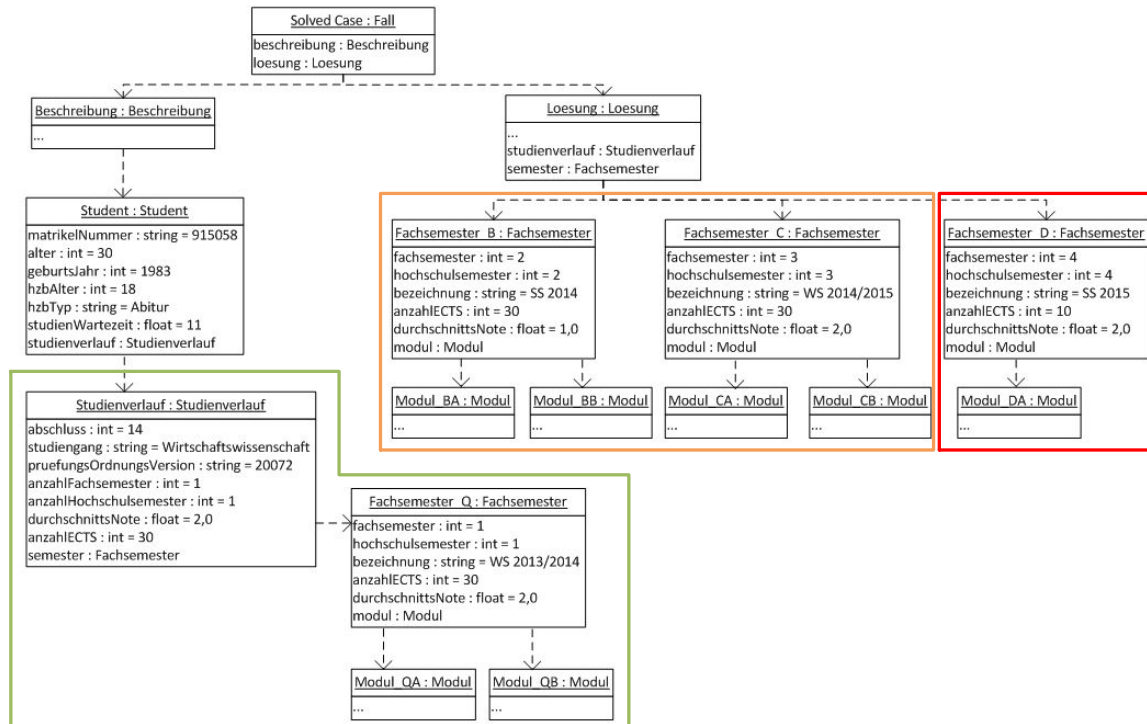 Solved Case : Fall
beschreibung : Beschreibung
loesung : Loesung
Beschreibung : Beschreibung
...
Loesung : Loesung
...
studienverlauf : Studienverlauf
semester : Fachsemester
Student : Student
matrikelNummer : string = 915058
alter : int = 30
geburtsJahr : int = 1983
hzbAlter : int = 18
hzbTyp : string = Abitur
studienWartezeit : float = 11
studienverlauf : Studienverlauf
Fachsemester_B : Fachsemester
fachsemester : int = 2
hochschulsemester : int = 2
bezeichnung : string = SS 2014
anzahlECTS : int = 30
durchschnittsNote : float = 1,0
modul : Modul
Fachsemester_C : Fachsemester
fachsemester : int = 3
hochschulsemester : int = 3
bezeichnung : string = WS 2014/2015
anzahlECTS : int = 30
durchschnittsNote : float = 2,0
modul : Modul
Fachsemester_D : Fachsemester
fachsemester : int = 4
hochschulsemester : int = 4
bezeichnung : string = SS 2015
anzahlECTS : int = 10
durchschnittsNote : float = 2,0
modul : Modul
Modul_BA : Modul
...
Modul_BB : Modul
...
Modul_CA : Modul
...
Modul_CB : Modul
...
Modul_DA : Modul
...
Studienverlauf : Studienverlauf
abschluss : int = 14
studiengang : string = Wirtschaftswissenschaft
pruefungsOrdnungsVersion : string = 20072
anzahlFachsemester : int = 1
anzahlHochschulsemester : int = 1
durchschnittsNote : float = 2,0
anzahlECTS : int = 30
semester : Fachsemester
Fachsemester_Q : Fachsemester
fachsemester : int = 1
hochschulsemester : int = 1
bezeichnung : string = WS 2013/2014
anzahlECTS : int = 30
durchschnittsNote : float = 2,0
modul : Modul
Modul_QA : Modul
...
Modul_QB : Modul
...